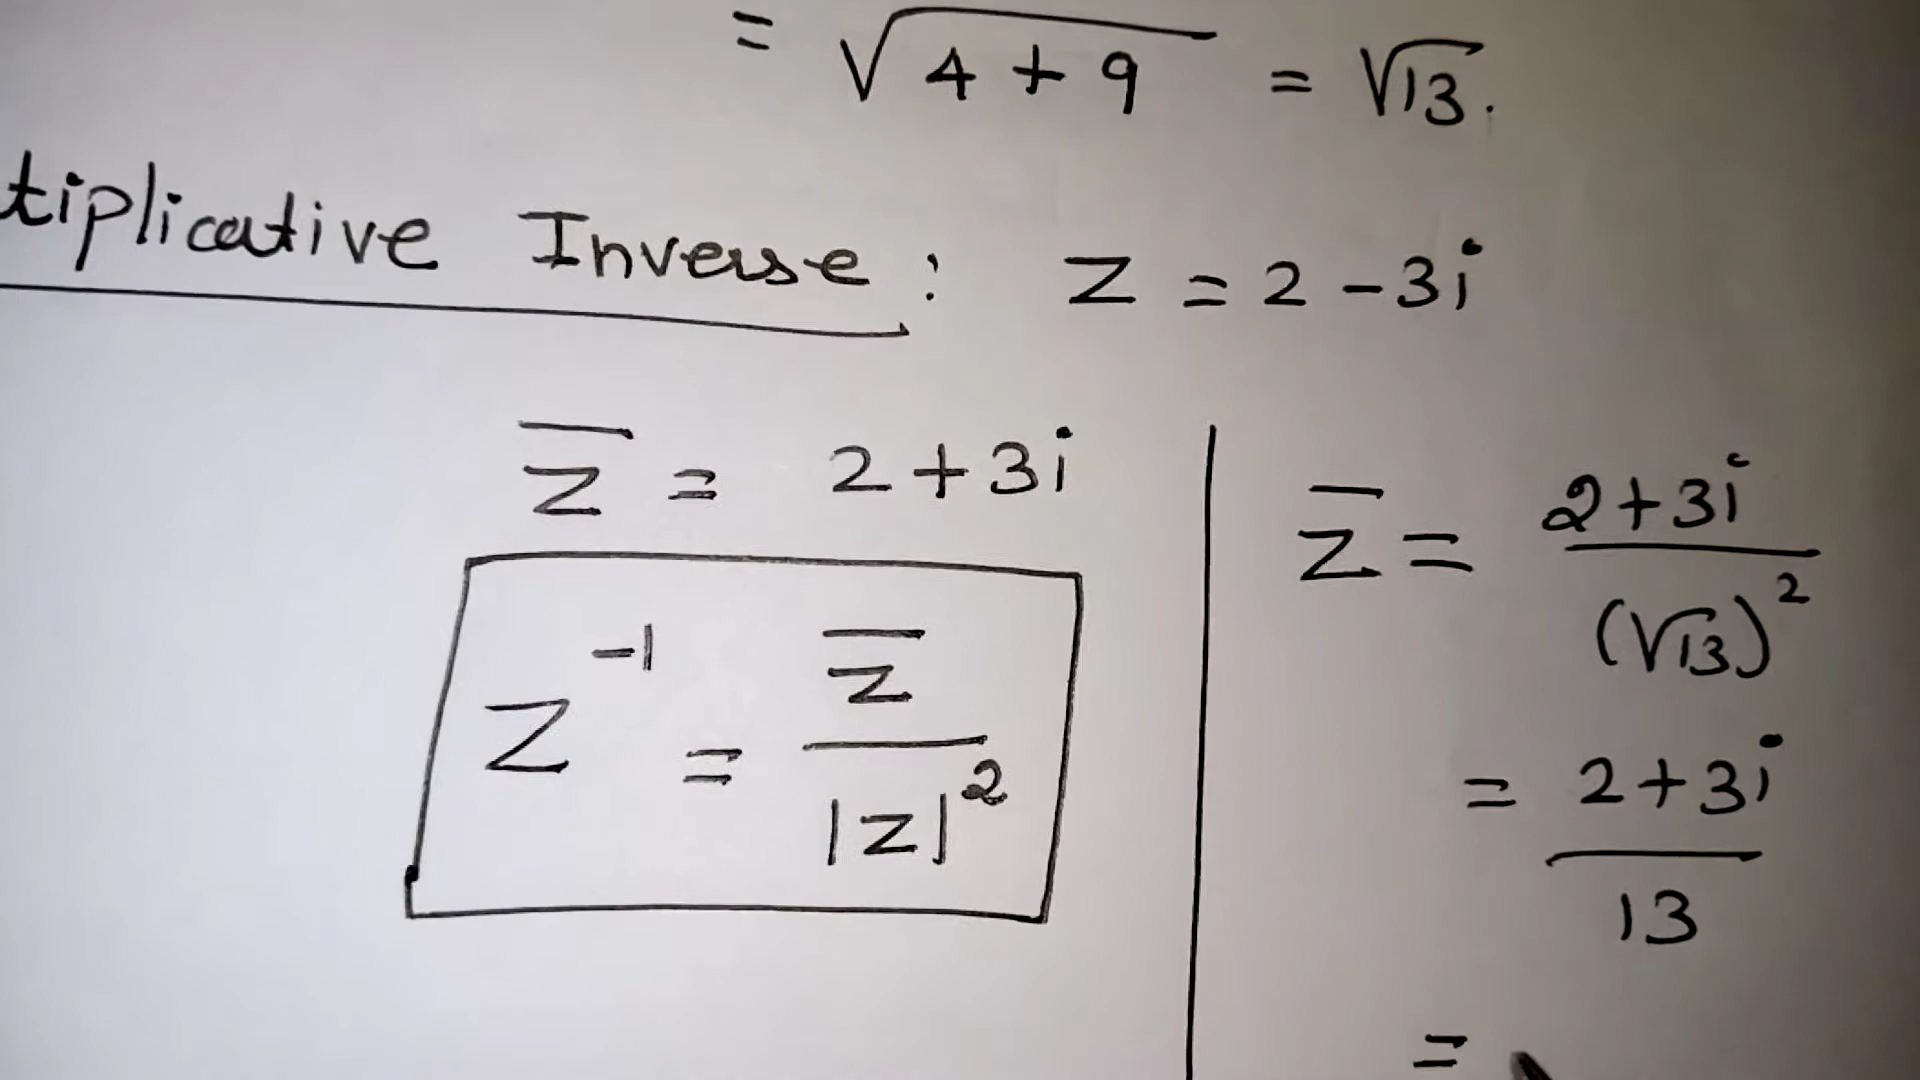 = √4 + 9 = √13.
tiplicative Inverse : Z = 2 - 3i
z̅ = 2 + 3i
Z⁻¹ = z̅ / |z|²
z̅ = 2+3i / (√13)²
= 2+3i / 13
=